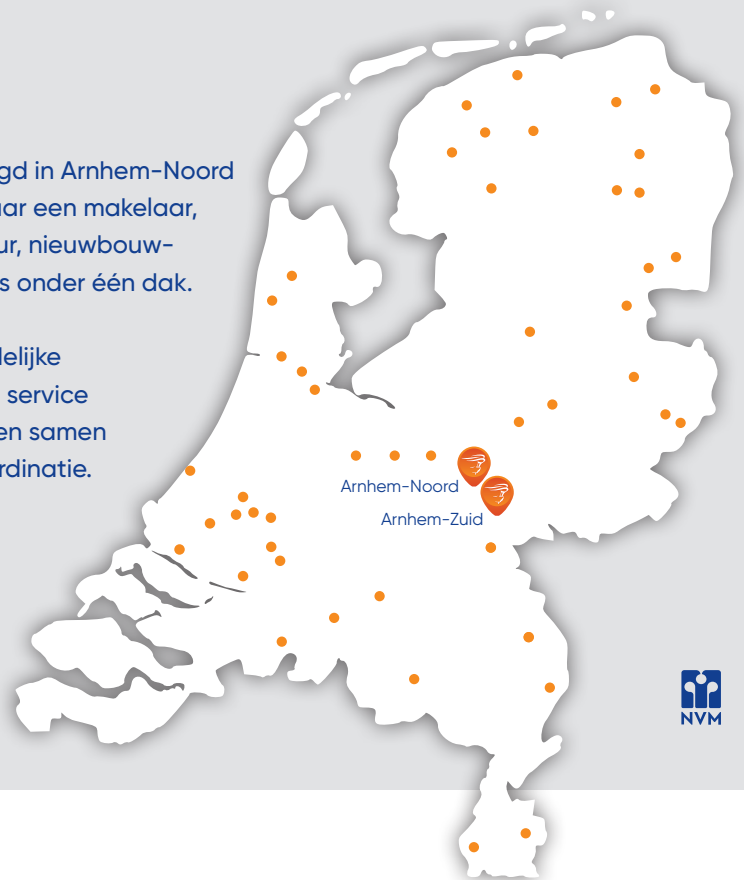 gd in Arnhem-Noord
ar een makelaar,
ur, nieuwbouw-
s onder één dak.
elijke
service
en samen
rdinatie.
Arnhem-Noord
Arnhem-Zuid
NVM